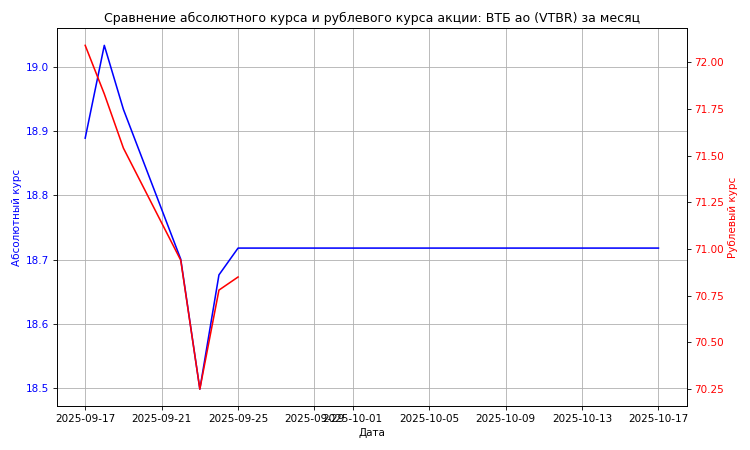 Сравнение абсолютного курса и рублевого курса акции: ВТБ ао (VTBR) за месяц
19.0
18.9
18.8
18.7
18.6
18.5
Абсолютный курс
72.00
71.75
71.50
71.25
71.00
70.75
70.50
70.25
Рублевый курс
2025-09-17 2025-09-21 2025-09-25 2025-09-29 2025-10-01 2025-10-05 2025-10-09 2025-10-13 2025-10-17
Дата